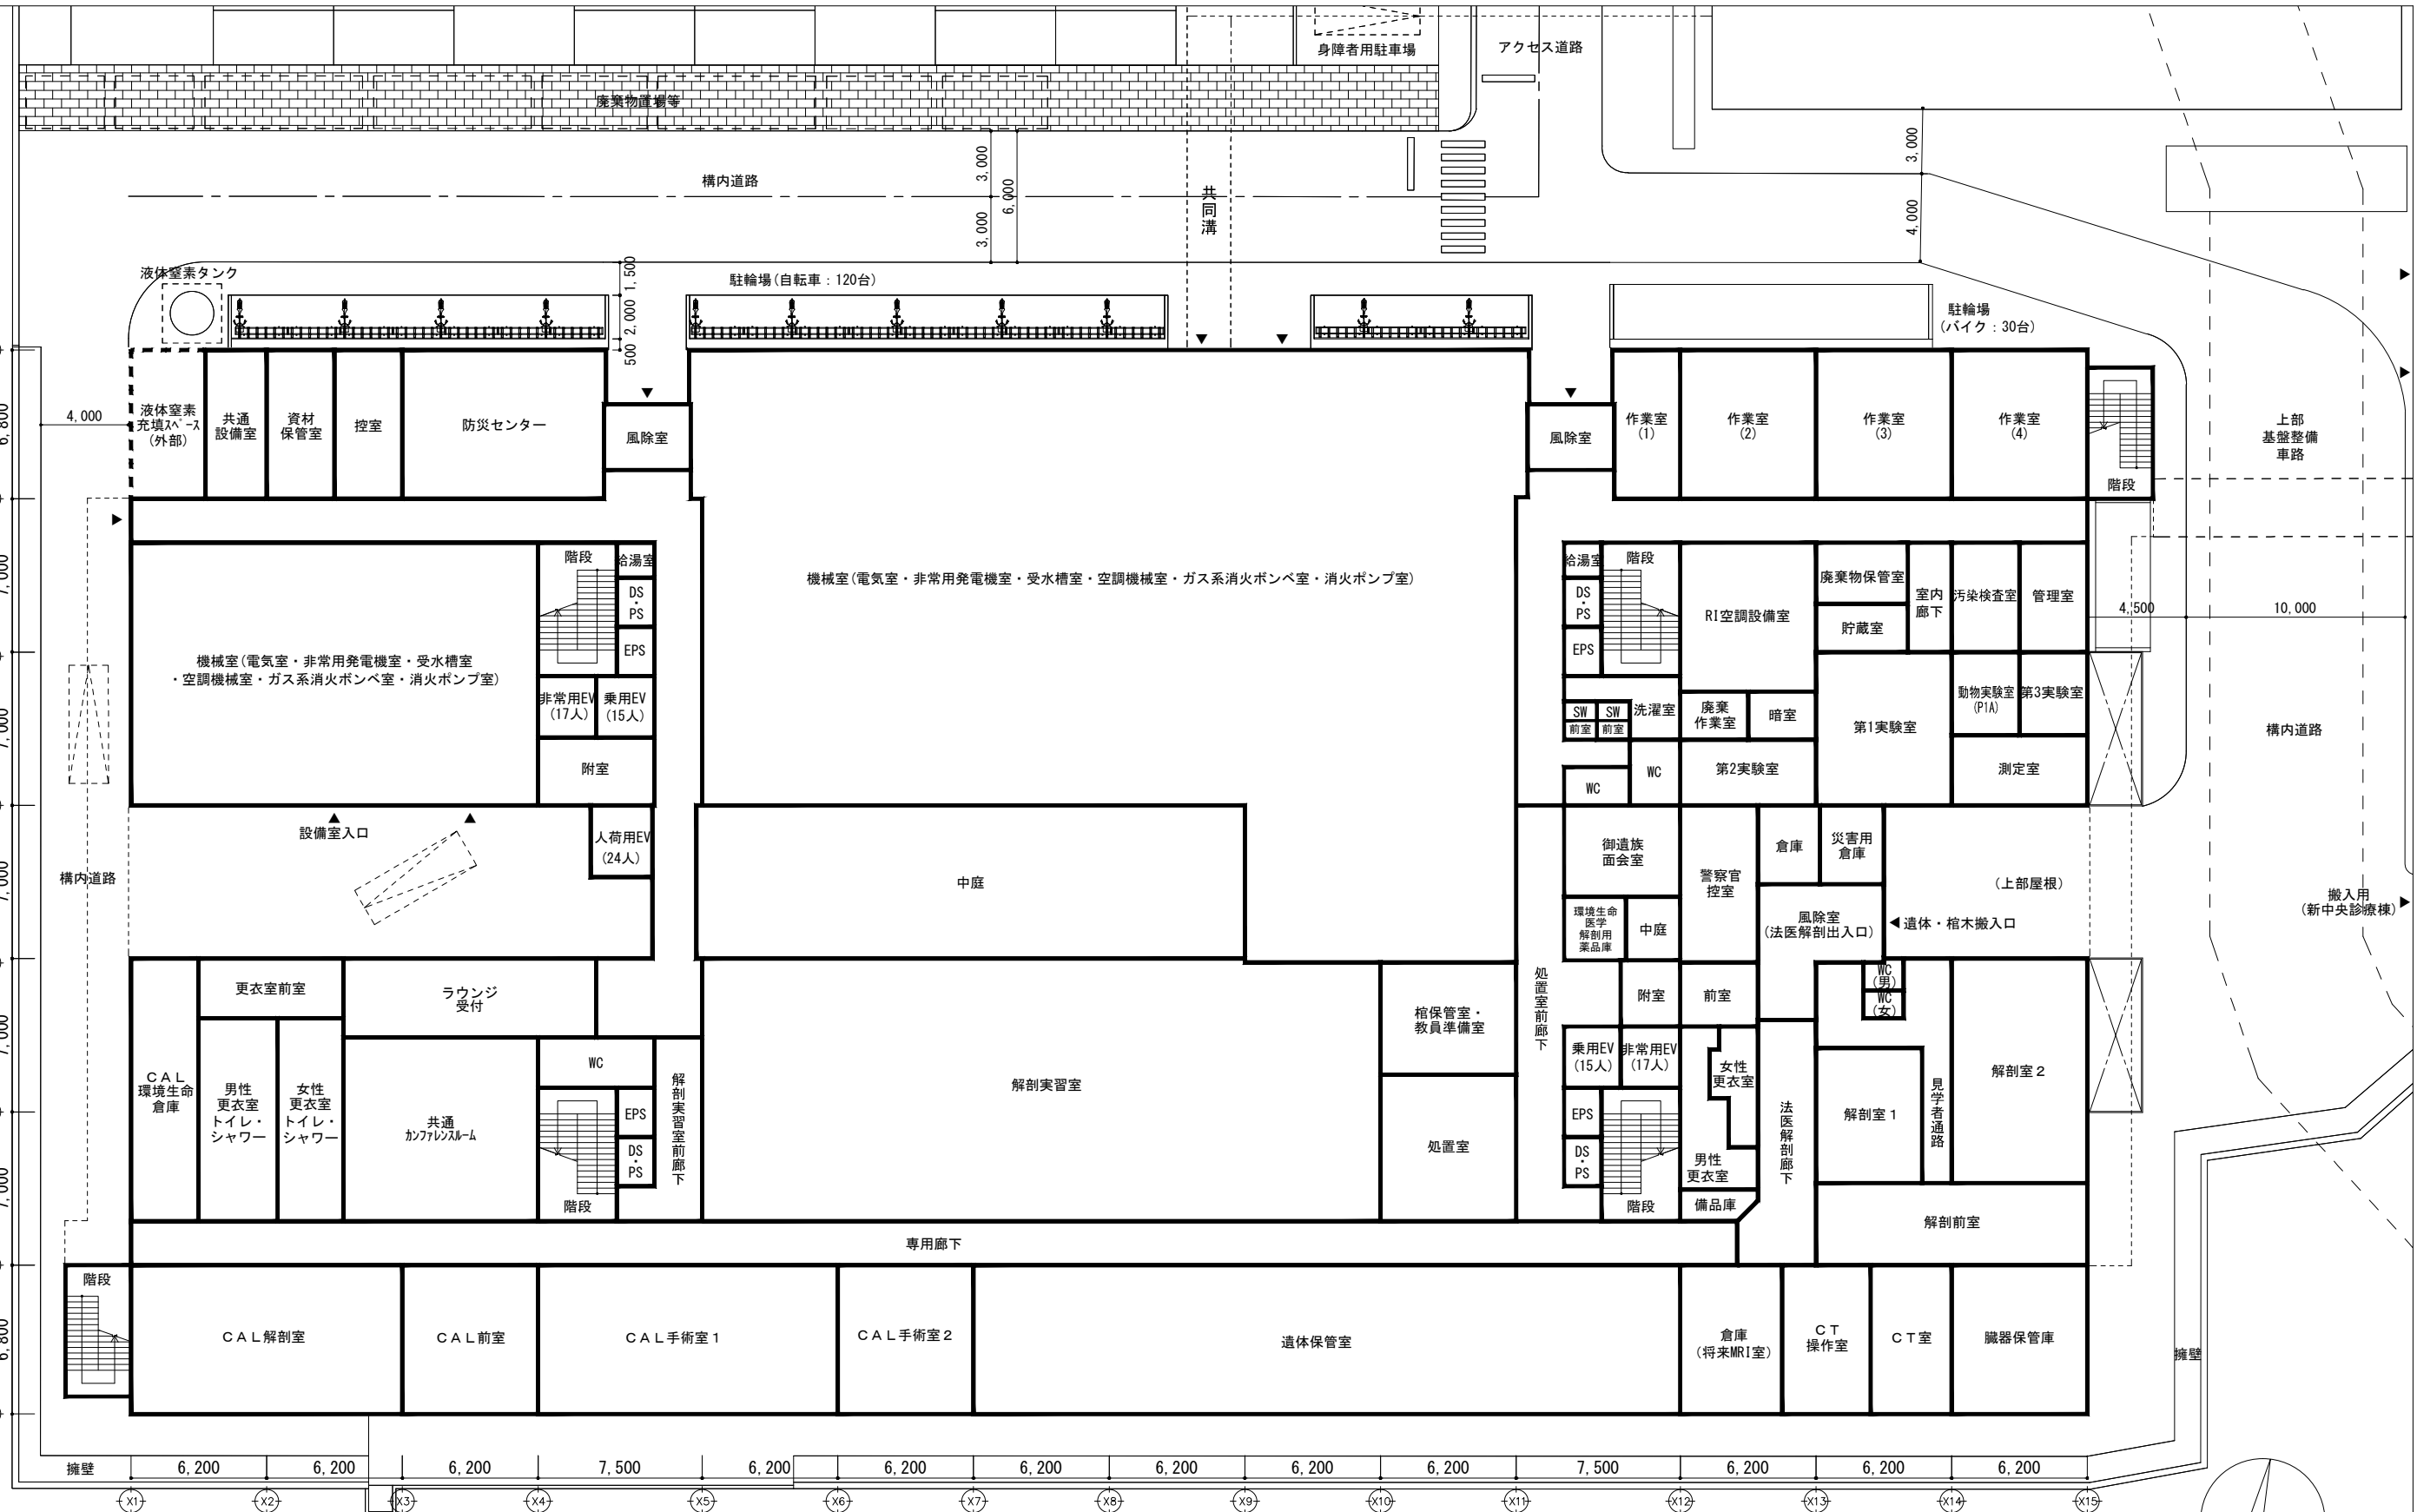 身障者用駐車場
アクセス道路
廃棄物置場等
構内道路
3,000
3,000
6,000
共同溝
3,000
4,000
液体窒素タンク
1,500
2,000
500
駐輪場(自転車：120台)
駐輪場
(バイク：30台)
6,800
4,000
液体窒素
充填スペース
(外部)
共通
設備室
資材
保管室
控室
防災センター
風除室
風除室
作業室
(1)
作業室
(2)
作業室
(3)
作業室
(4)
階段
上部
基盤整備
車路
7,000
階段
給湯室
DS
・
PS
EPS
機械室(電気室・非常用発電機室・受水槽室・空調機械室・ガス系消火ボンベ室・消火ポンプ室)
給湯室
階段
DS
・
PS
EPS
RI空調設備室
廃棄物保管室
貯蔵室
室内
廊下
汚染検査室
管理室
4,500
10,000
機械室(電気室・非常用発電機室・受水槽室
・空調機械室・ガス系消火ボンベ室・消火ポンプ室)
7,000
非常用EV
(17人)
乗用EV
(15人)
附室
SW
SW
前室
前室
洗濯室
廃棄
作業室
暗室
第1実験室
動物実験室
(P1A)
第3実験室
構内道路
WC
WC
第2実験室
測定室
設備室入口
人荷用EV
(24人)
7,000
構内道路
中庭
御遺族
面会室
警察官
控室
倉庫
災害用
倉庫
(上部屋根)
環境生命
医学
解剖用
薬品庫
中庭
風除室
(法医解剖出入口)
遺体・棺木搬入口
搬入用
(新中央診療棟)
7,000
更衣室前室
ラウンジ
受付
棺保管室・
教員準備室
処置室前廊下
附室
前室
WC
(男)
WC
(女)
ＣＡＬ
環境生命
倉庫
男性
更衣室
トイレ・
シャワー
女性
更衣室
トイレ・
シャワー
共通
カンファレンスルーム
WC
EPS
DS
・
PS
階段
解剖実習室前廊下
解剖実習室
処置室
乗用EV
(15人)
非常用EV
(17人)
EPS
DS
・
PS
階段
女性
更衣室
男性
更衣室
備品庫
法医解剖廊下
解剖室１
見学者通路
解剖室２
解剖前室
7,000
専用廊下
階段
6,800
ＣＡＬ解剖室
ＣＡＬ前室
ＣＡＬ手術室１
ＣＡＬ手術室２
遺体保管室
倉庫
(将来MRI室)
ＣＴ
操作室
ＣＴ室
臓器保管庫
擁壁
擁壁
6,200
6,200
6,200
7,500
6,200
6,200
6,200
6,200
6,200
6,200
7,500
6,200
6,200
6,200
X1
X2
X3
X4
X5
X6
X7
X8
X9
X10
X11
X12
X13
X14
X15